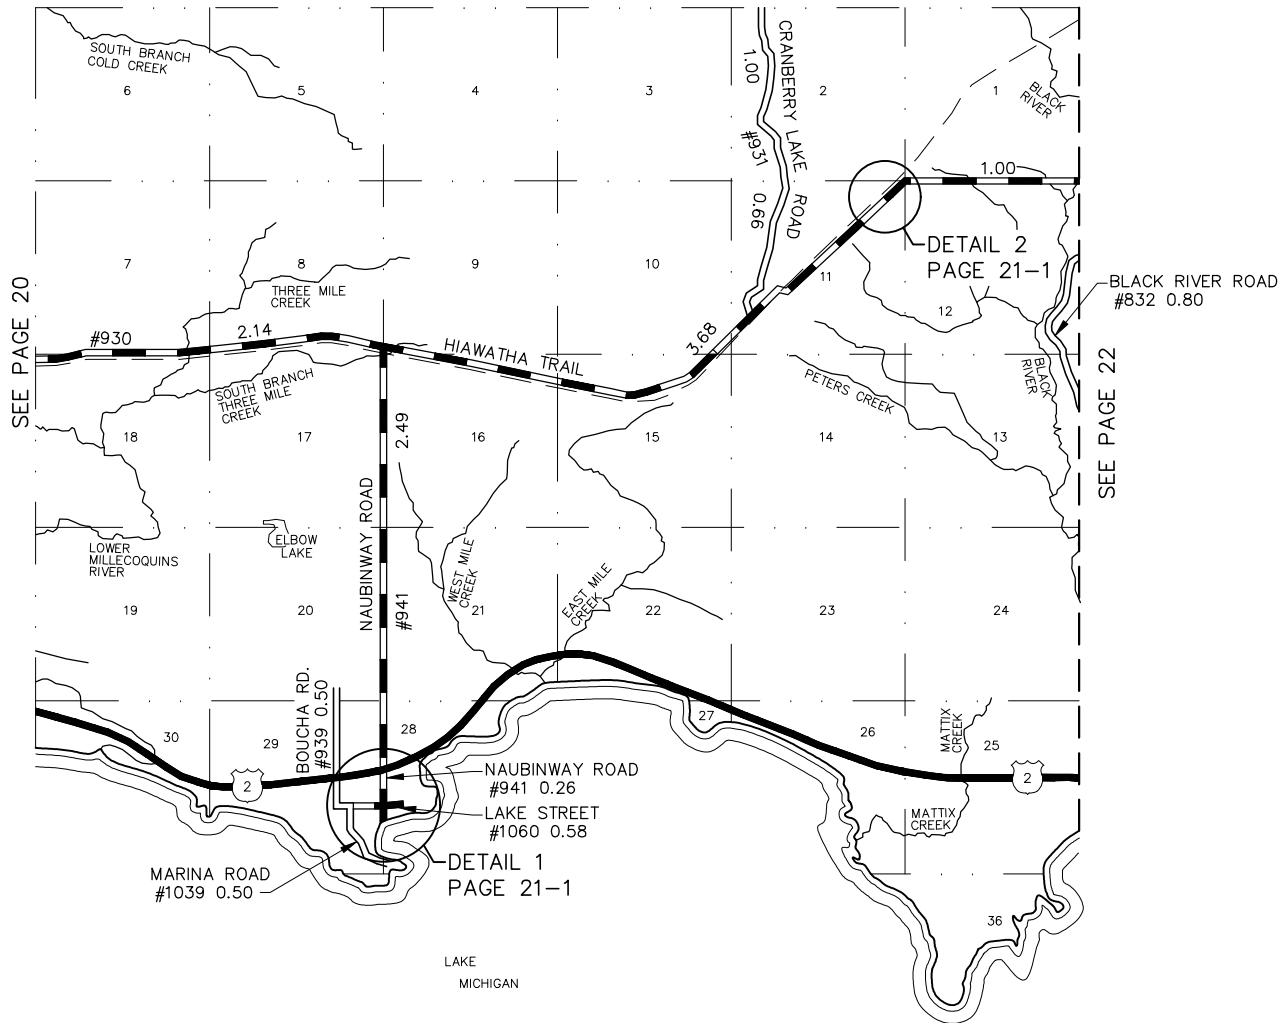 SOUTH BRANCH
COLD CREEK
6
5
4
3
2
1
1.00
CRANBERRY LAKE ROAD
#931
0.66
BLACK
RIVER
1.00
DETAIL 2
PAGE 21-1
7
8
9
10
11
12
THREE MILE
CREEK
SEE PAGE 20
#930
2.14
HIAWATHA TRAIL
3.68
BLACK RIVER ROAD
#832 0.80
BLACK
RIVER
SEE PAGE 22
SOUTH BRANCH
THREE MILE
CREEK
PETERS CREEK
18
17
16
15
14
13
2.49
NAUBINWAY ROAD
#941
LOWER
MILLECOQUINS
RIVER
ELBOW
LAKE
WEST MILE
CREEK
EAST MILE
CREEK
19
20
21
22
23
24
BOUCHA RD.
#939 0.50
30
29
28
27
26
25
MATTIX
CREEK
2
2
NAUBINWAY ROAD
#941 0.26
LAKE STREET
#1060 0.58
MATTIX
CREEK
MARINA ROAD
#1039 0.50
DETAIL 1
PAGE 21-1
36
LAKE
MICHIGAN